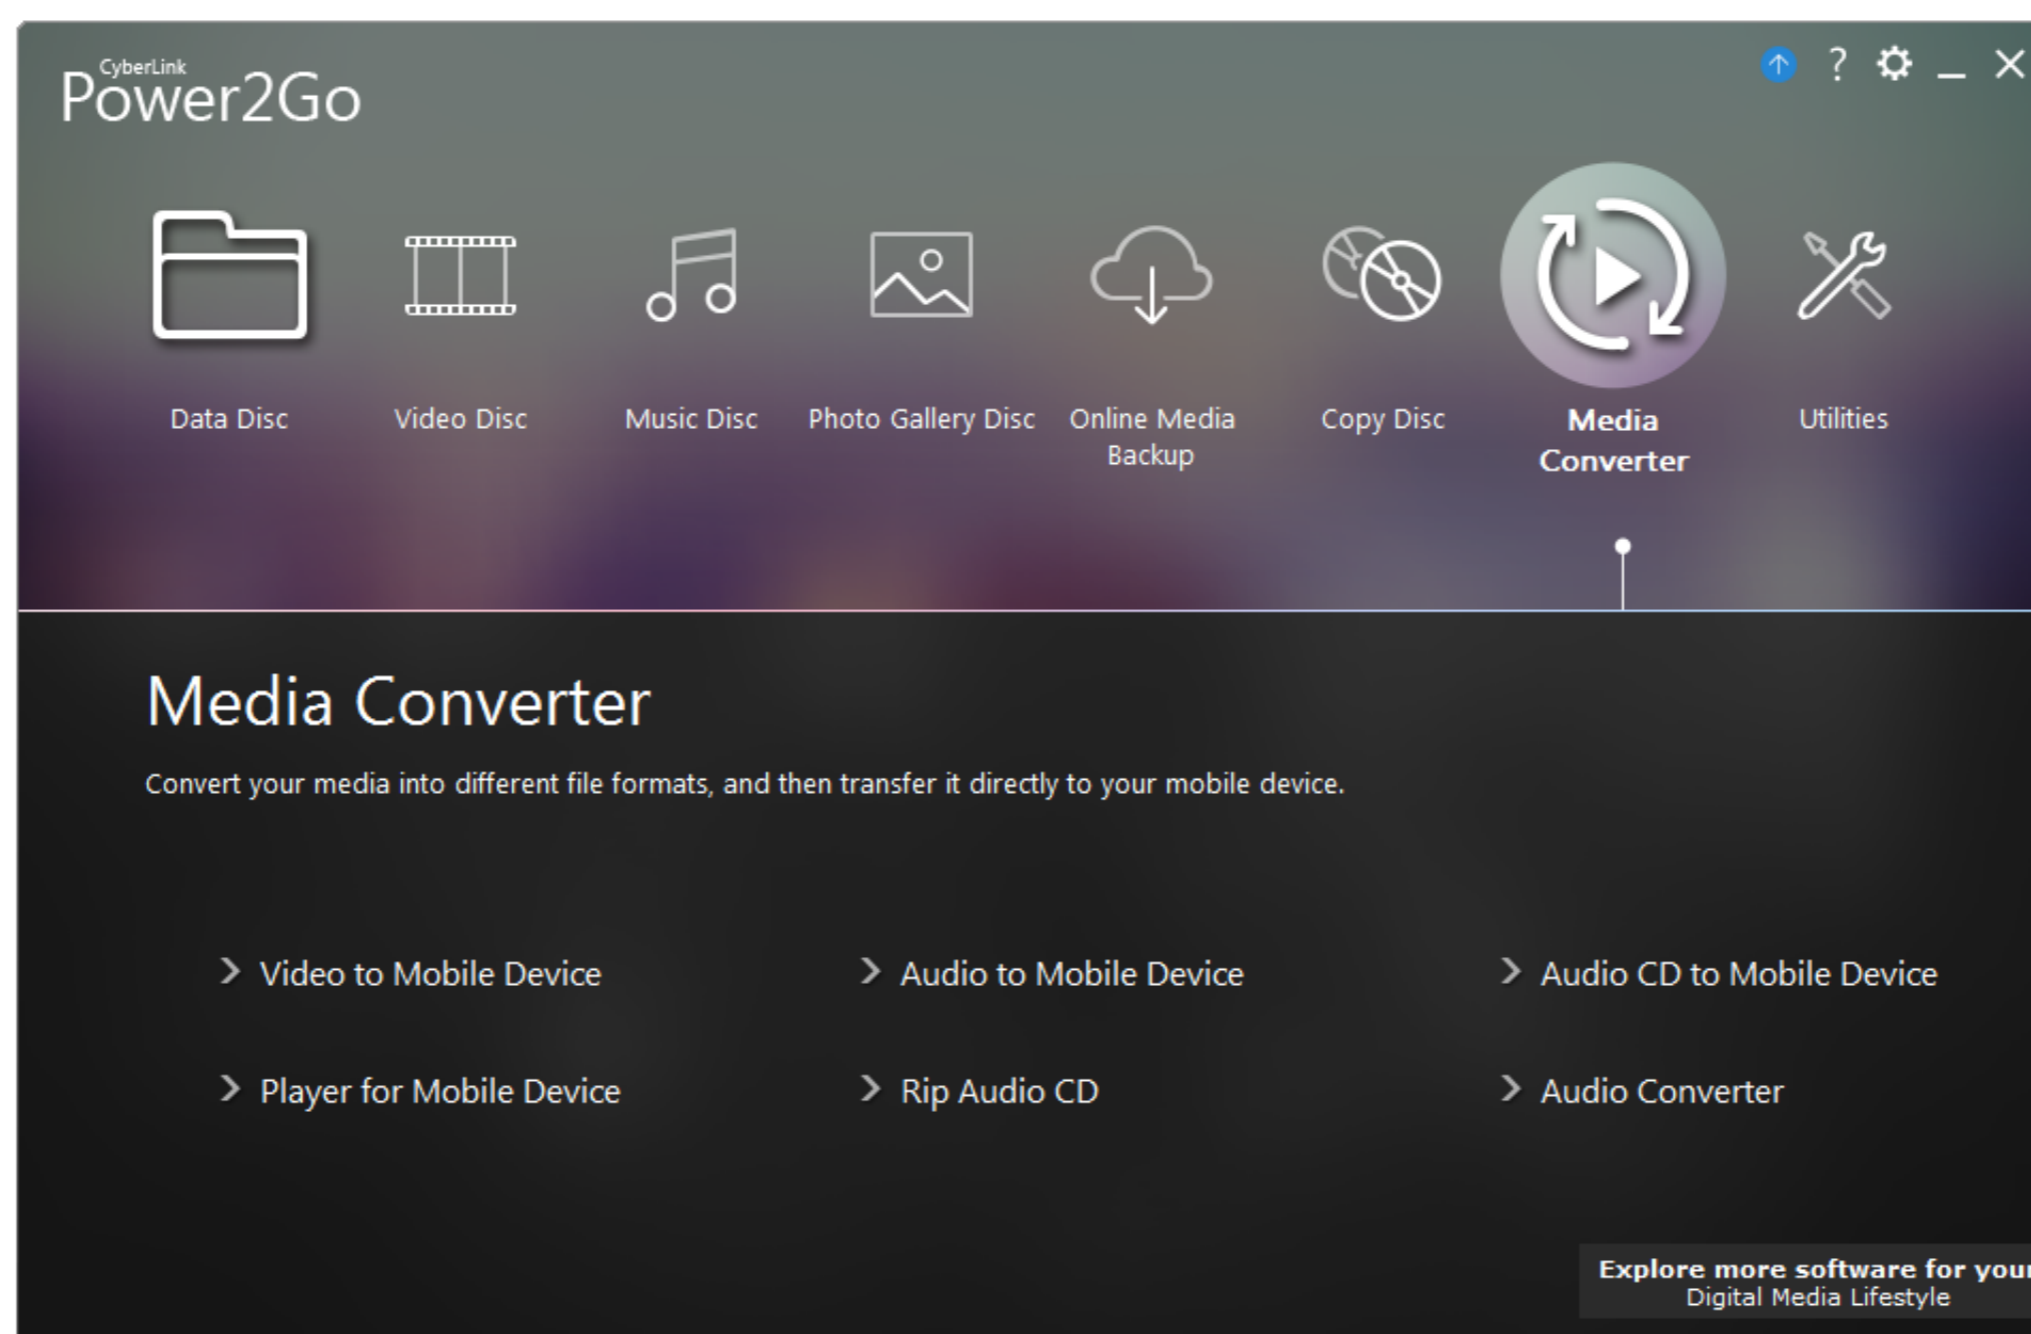 CyberLink
Power2Go
?
Data Disc
Video Disc
Music Disc
Photo Gallery Disc
Online Media
Backup
Copy Disc
Media
Converter
Utilities
Media Converter
Convert your media into different file formats, and then transfer it directly to your mobile device.
Video to Mobile Device
Audio to Mobile Device
Audio CD to Mobile Device
Player for Mobile Device
Rip Audio CD
Audio Converter
Explore more software for your
Digital Media Lifestyle